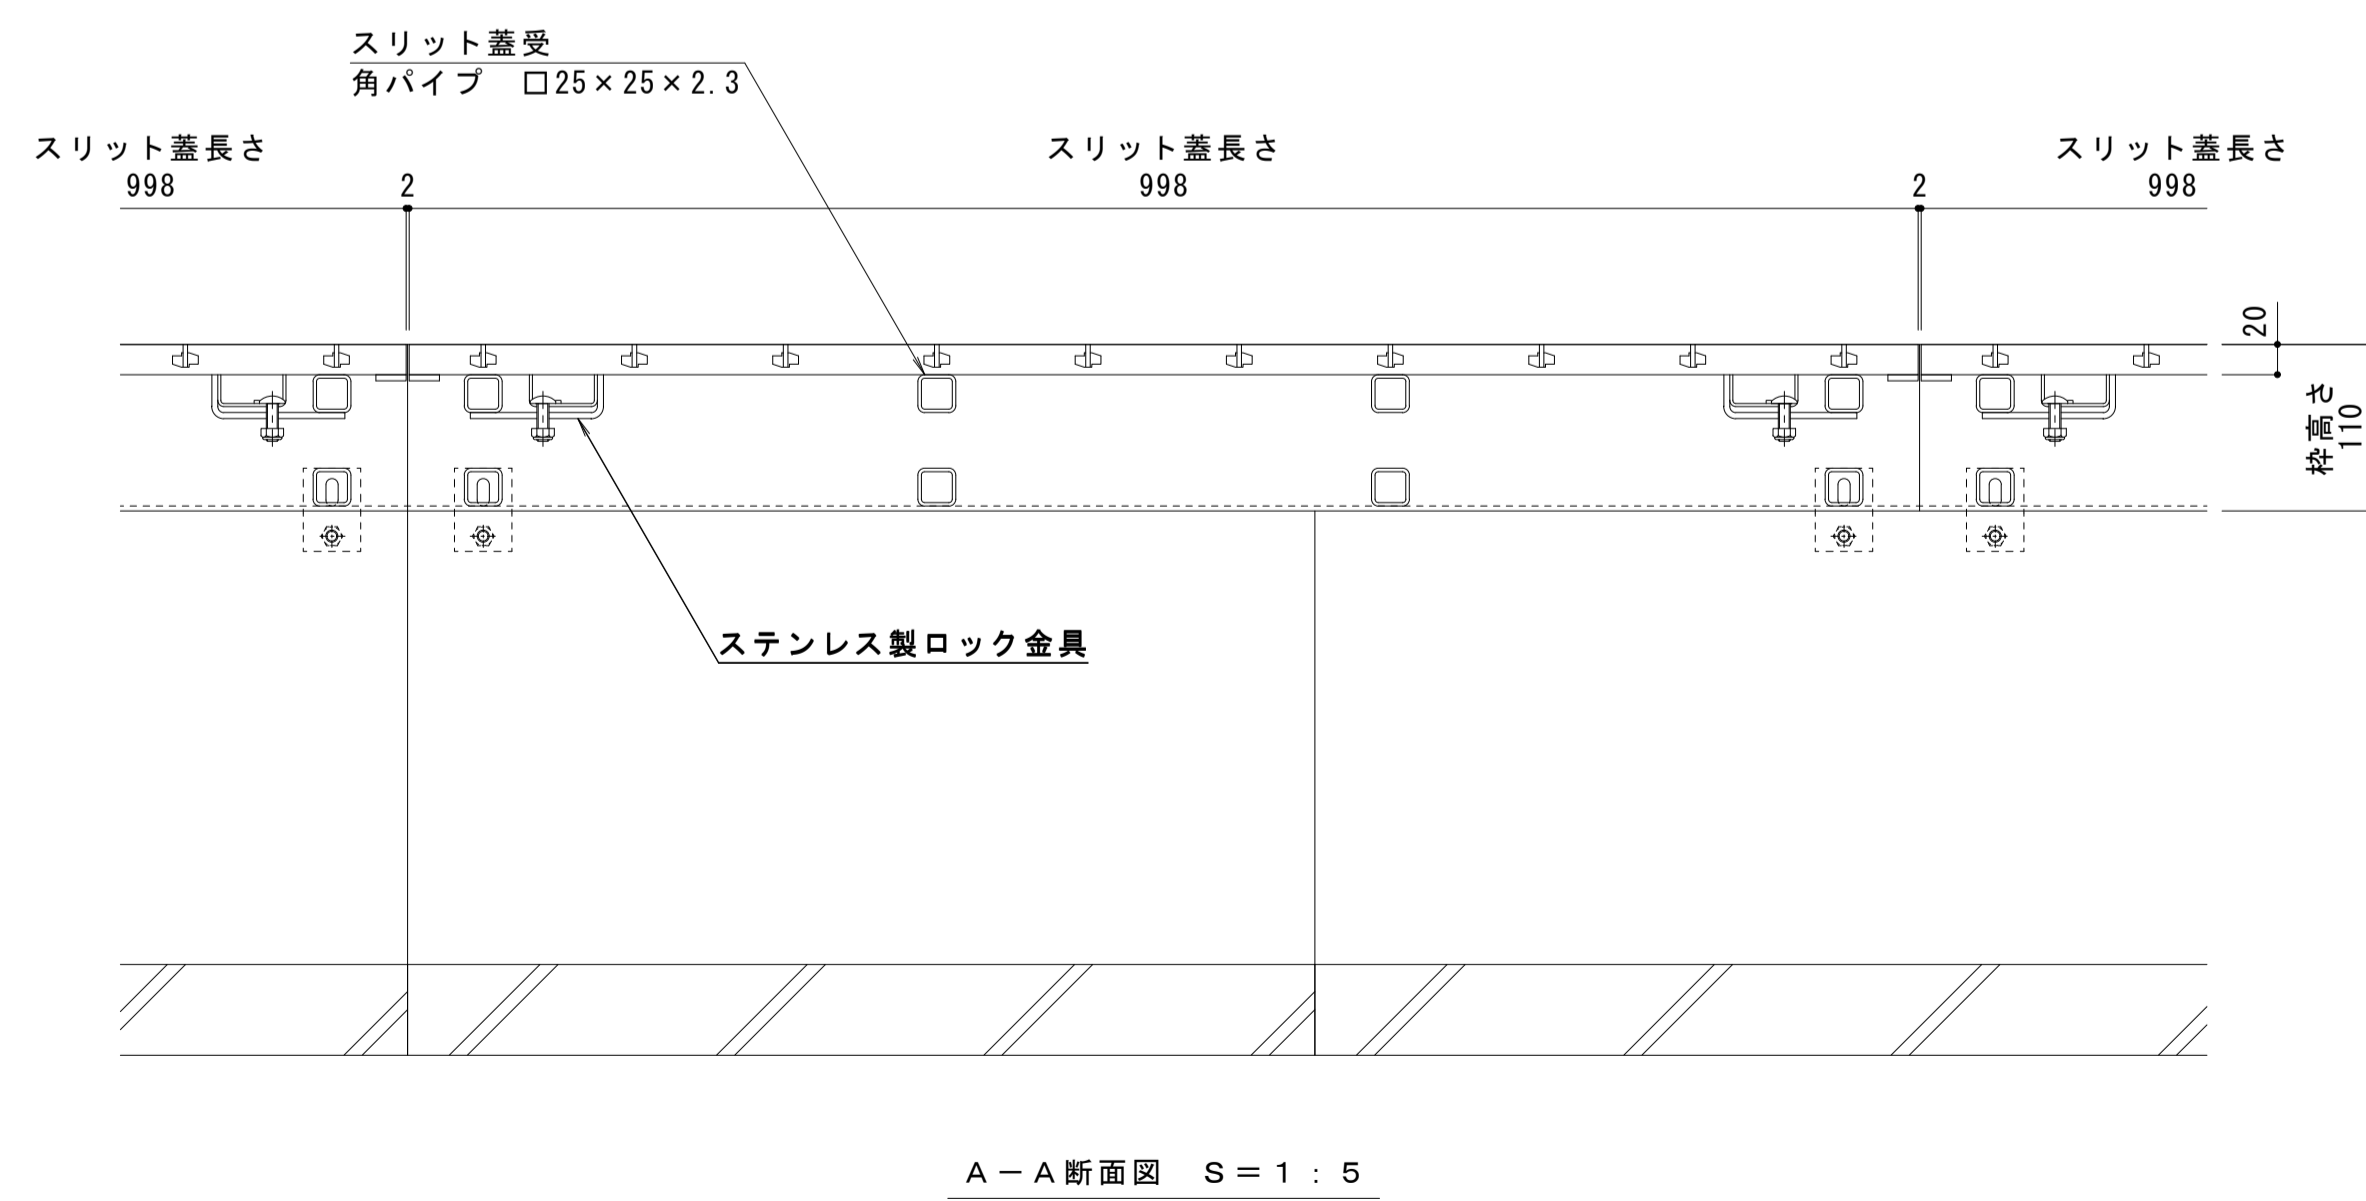 スリット蓋受
角パイプ　□25×25×2.3
スリット蓋長さ
998
2
スリット蓋長さ
998
2
スリット蓋長さ
998
20
枠高さ
110
ステンレス製ロック金具
A－A断面図　S＝1：5